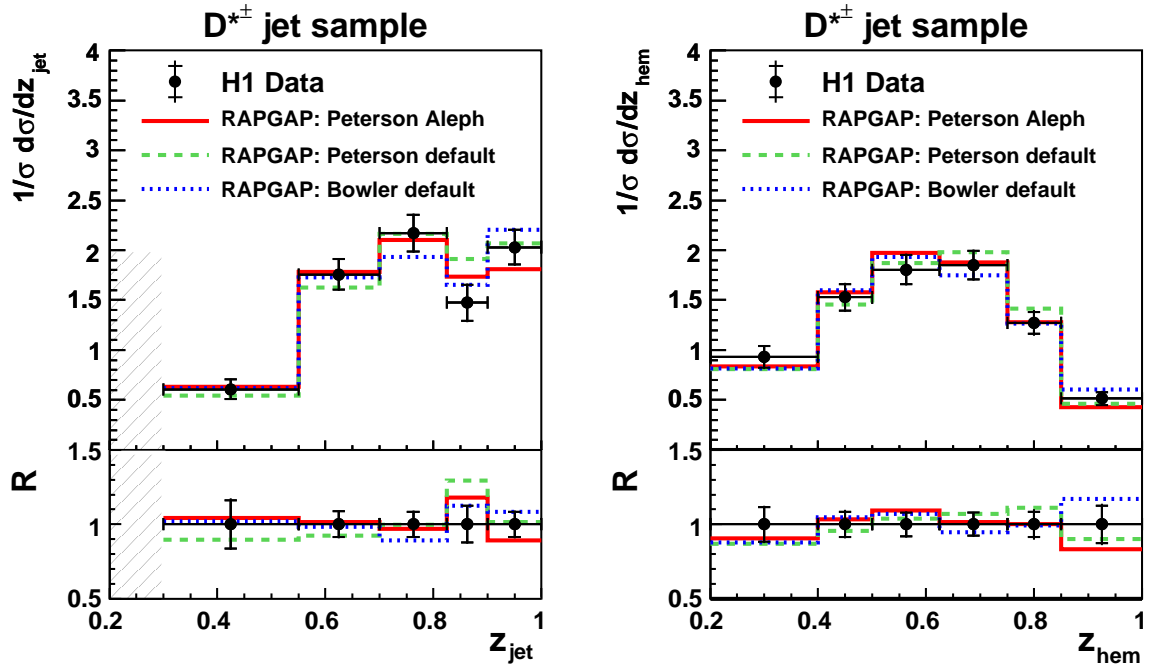 D*± jet sample
1/σ dσ/dz_jet
4
3.5
3
2.5
2
1.5
1
0.5
H1 Data
RAPGAP: Peterson Aleph
RAPGAP: Peterson default
RAPGAP: Bowler default
R
1.5
1
0.5
0.2 0.4 0.6 0.8 1
z_jet
D*± jet sample
1/σ dσ/dz_hem
4
3.5
3
2.5
2
1.5
1
0.5
H1 Data
RAPGAP: Peterson Aleph
RAPGAP: Peterson default
RAPGAP: Bowler default
R
1.5
1
0.5
0.2 0.4 0.6 0.8 1
z_hem